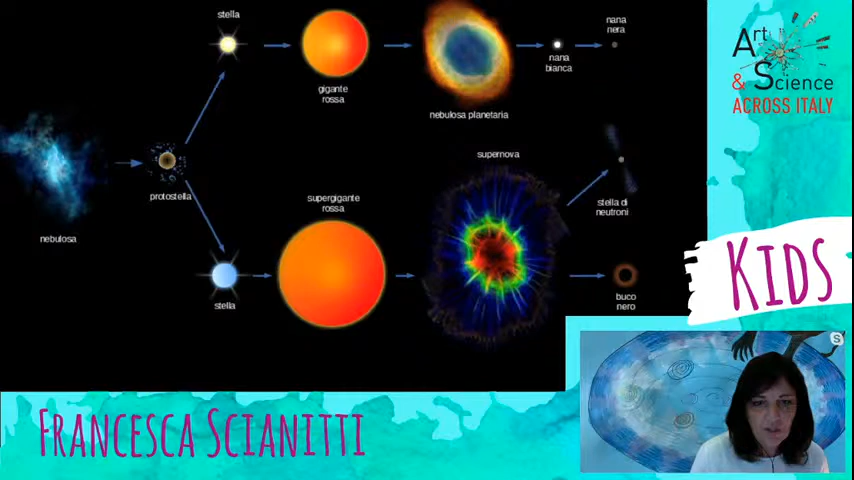 stella
gigante
rossa
nebulosa planetaria
nana
bianca
nana
nera
nebulosa
protostella
stella
supergigante
rossa
supernova
stella di
neutroni
buco
nero
Art
& Science
ACROSS ITALY
KIDS
FRANCESCA SCIANITTI
S